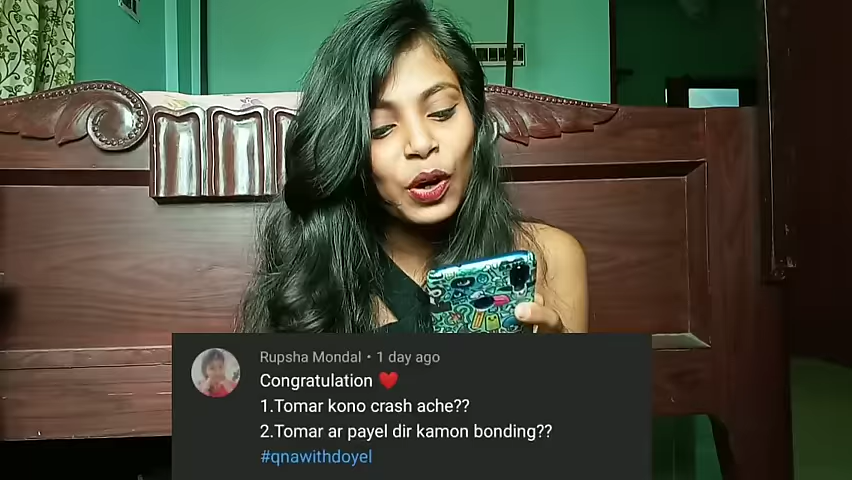 Rupsha Mondal • 1 day ago
Congratulation ❤️
1.Tomar kono crash ache??
2.Tomar ar payel dir kamon bonding??
#qnawithdoyel